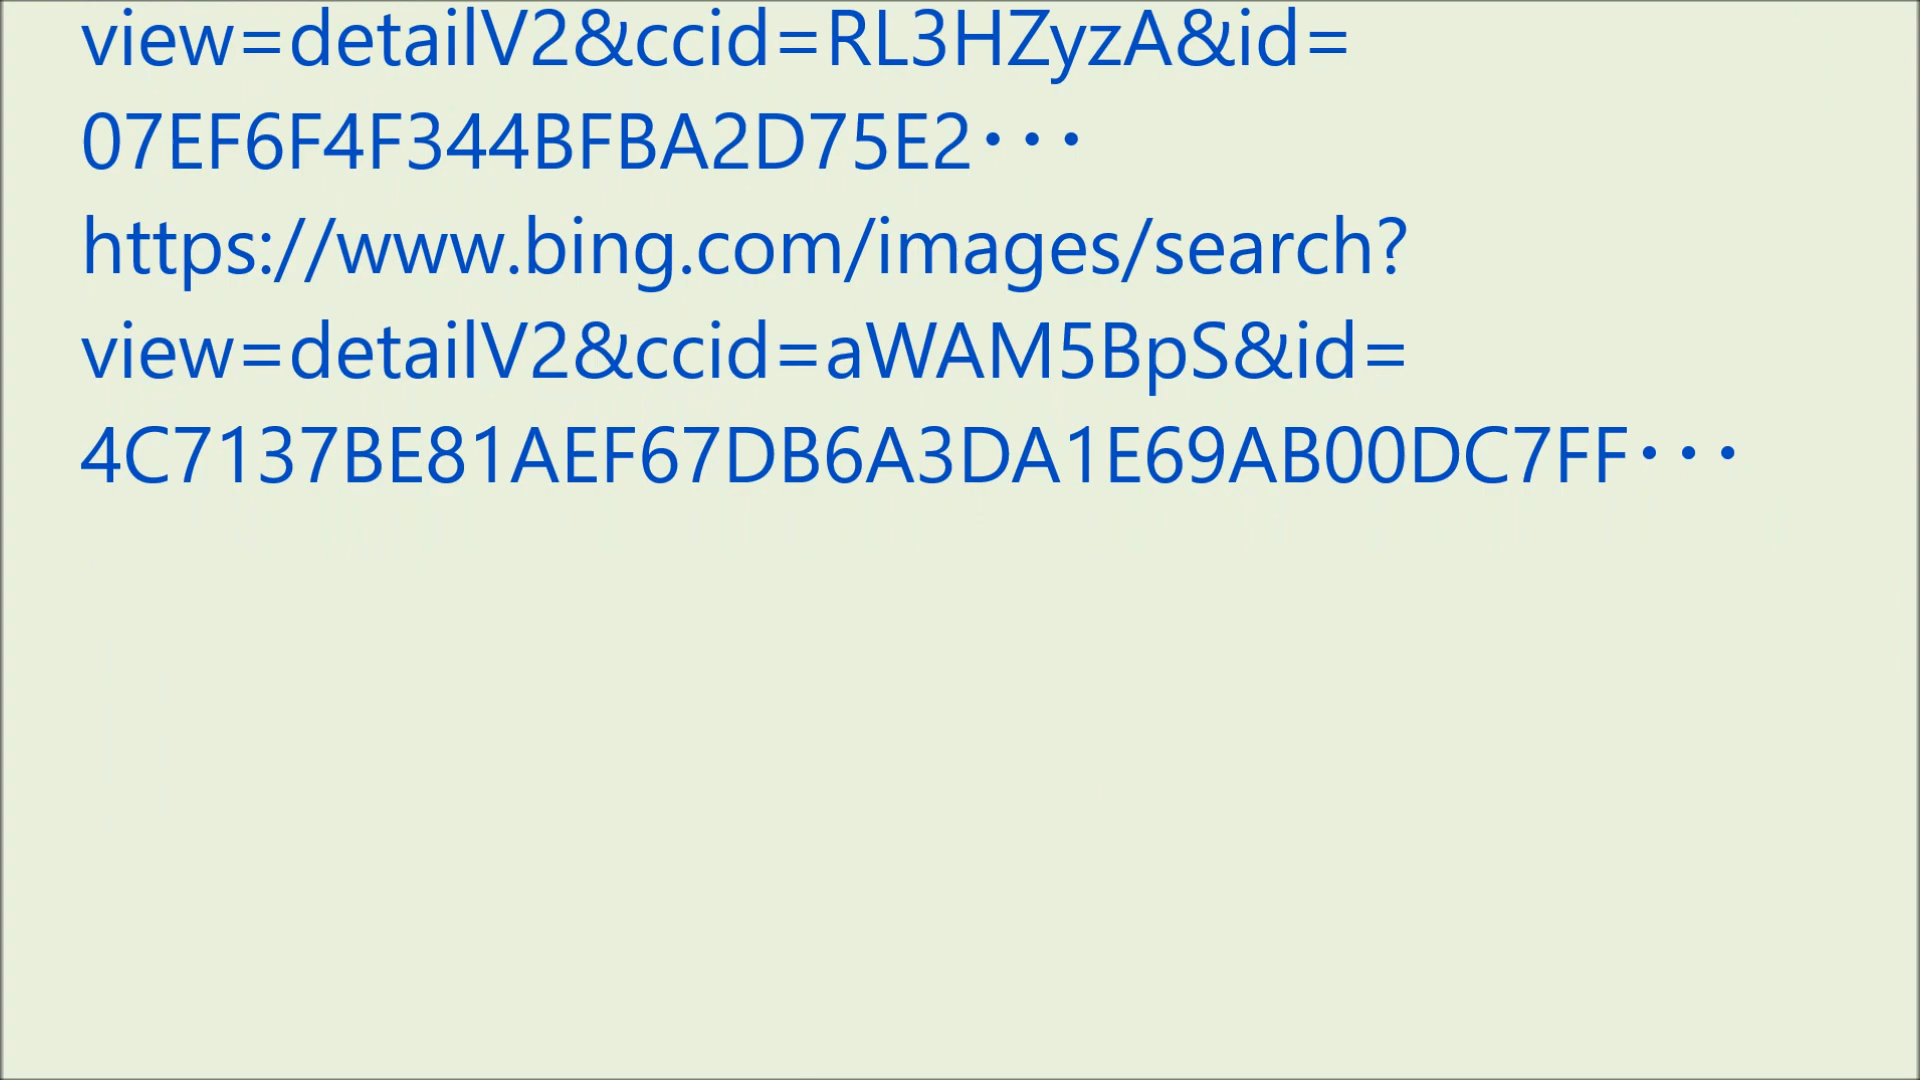 view=detailV2&ccid=RL3HZyzA&id=
07EF6F4F344BFBA2D75E2･･･
https://www.bing.com/images/search?
view=detailV2&ccid=aWAM5BpS&id=
4C7137BE81AEF67DB6A3DA1E69AB00DC7FF･･･